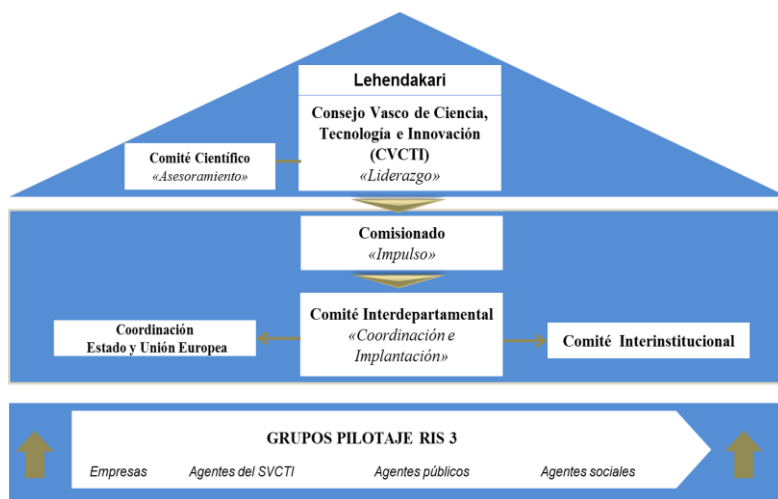 Lehendakari
Consejo Vasco de Ciencia,
Tecnología e Innovación
(CVCTI)
«Liderazgo»
Comité Científico
«Asesoramiento»
Comisionado
«Impulso»
Comité Interdepartamental
«Coordinación e
Implantación»
Coordinación
Estado y Unión Europea
Comité Interinstitucional
GRUPOS PILOTAJE RIS 3
Empresas
Agentes del SVCTI
Agentes públicos
Agentes sociales